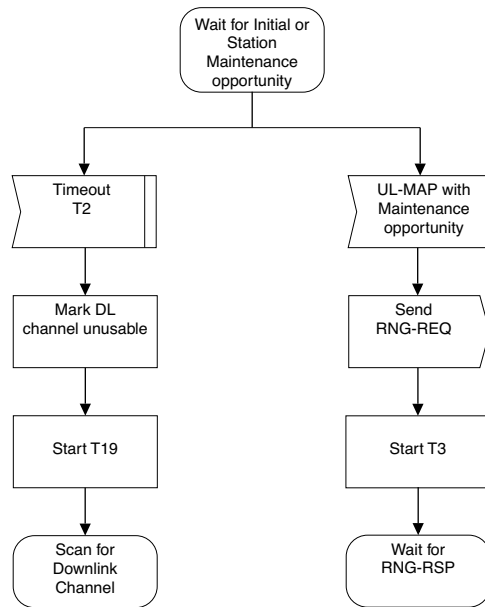 Wait for Initial or
Station
Maintenance
opportunity
Timeout
T2
UL-MAP with
Maintenance
opportunity
Mark DL
channel unusable
Send
RNG-REQ
Start T19
Start T3
Scan for
Downlink
Channel
Wait for
RNG-RSP